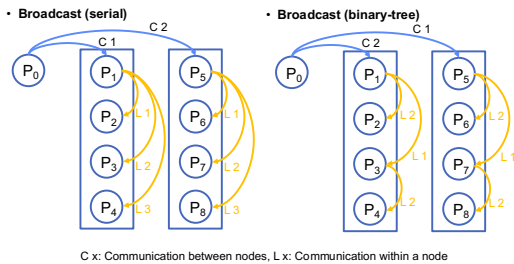 • Broadcast (serial)
C 2
C 1
P0
P1
P5
L 1
L 1
P2
P6
P3
L 2
P7
L 2
P4
L 3
P8
L 3
• Broadcast (binary-tree)
C 1
C 2
P0
P1
P5
P2
L 2
P6
L 2
P3
L 1
P7
L 1
P4
L 2
P8
L 2
C x: Communication between nodes, L x: Communication within a node